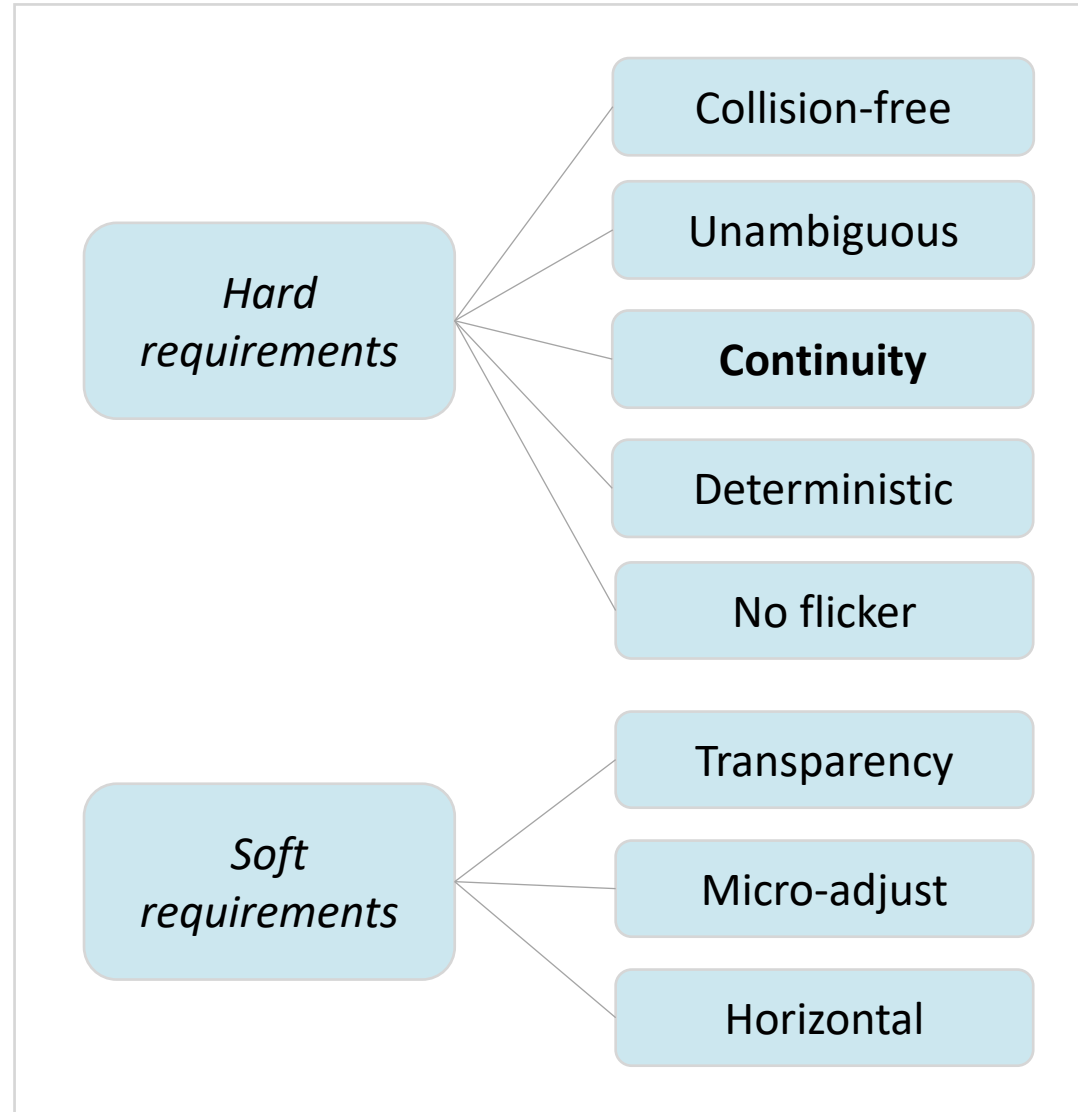 Hard
requirements
Collision-free
Unambiguous
Continuity
Deterministic
No flicker
Soft
requirements
Transparency
Micro-adjust
Horizontal